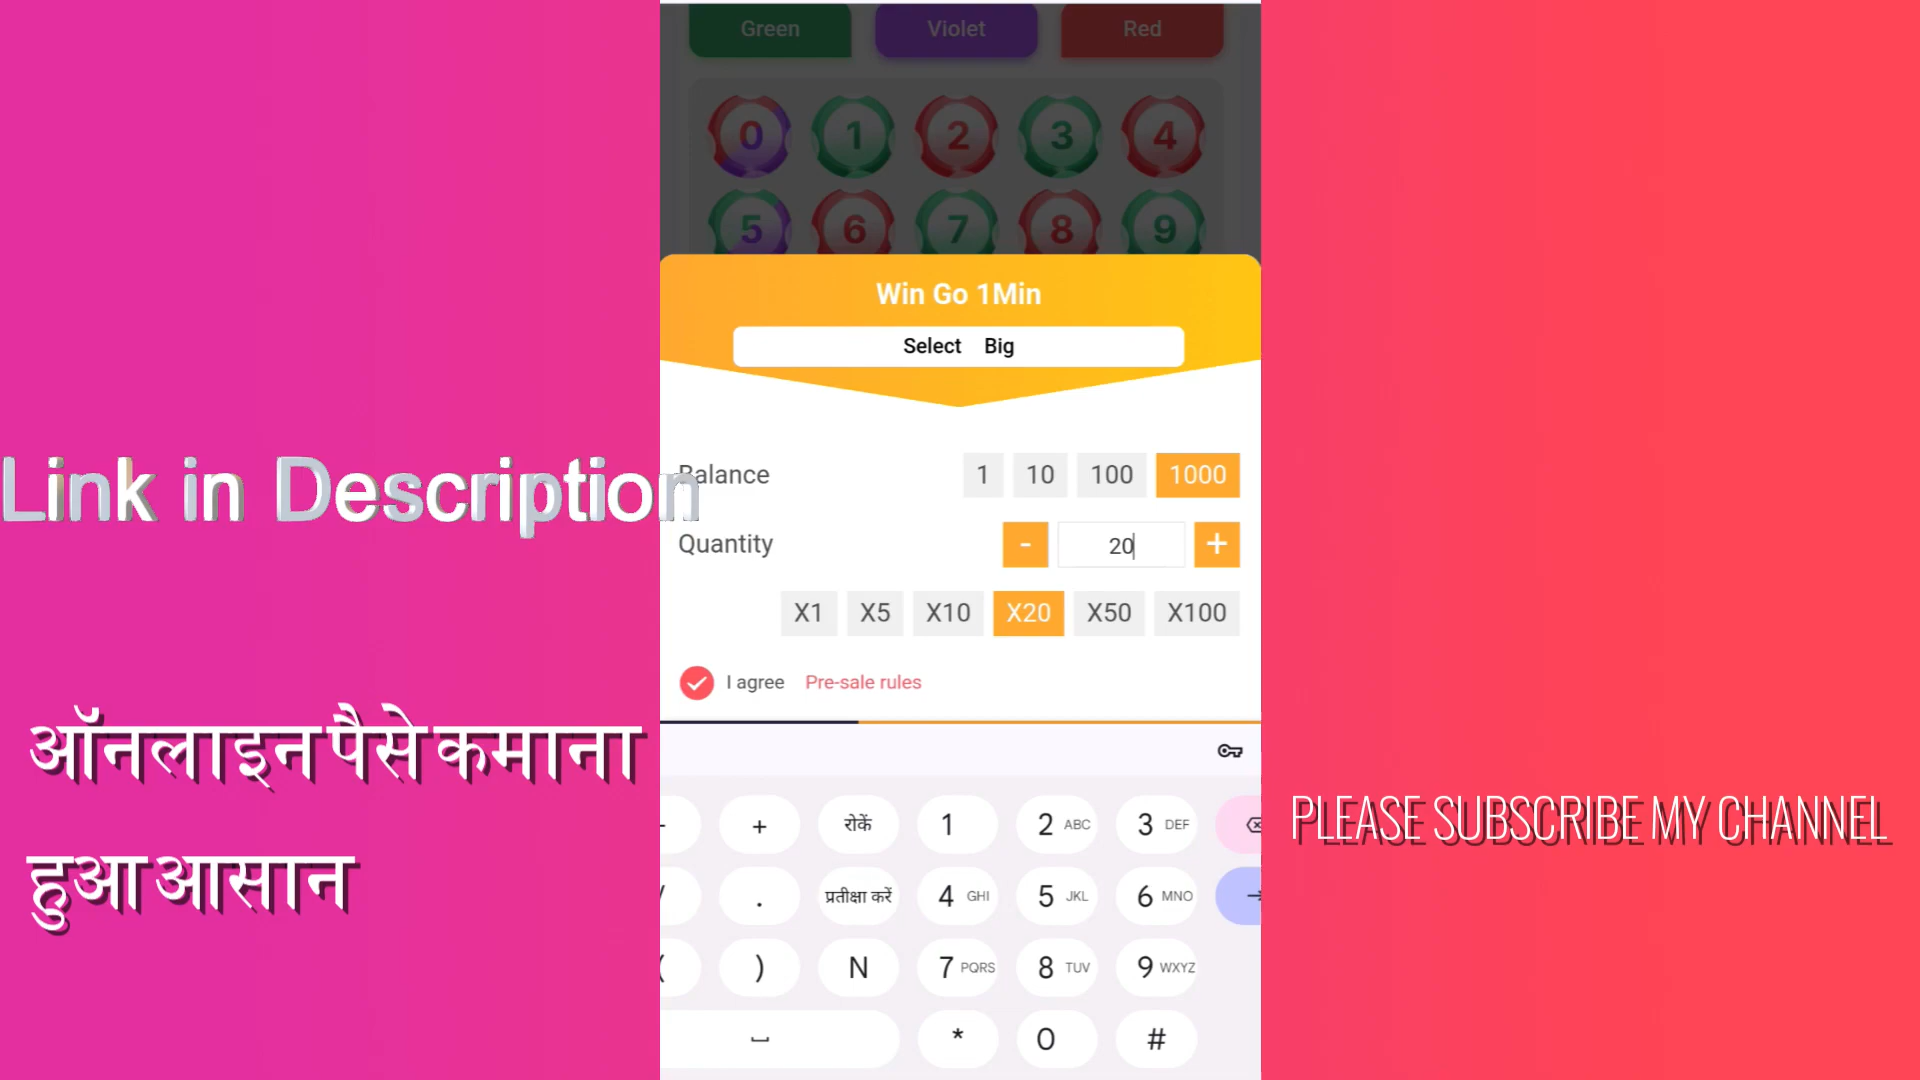 Green Violet Red
0 1 2 3 4
5 6 7 8 9
Win Go 1Min
Select Big
Balance 1 10 100 1000
Link in Description
Quantity - 20 +
X1 X5 X10 X20 X50 X100
I agree Pre-sale rules
ऑनलाइन पैसे कमाना
हुआ आसान
PLEASE SUBSCRIBE MY CHANNEL
- + रोकें 1 2 ABC 3 DEF
/ . प्रतीक्षा करें 4 GHI 5 JKL 6 MNO
( ) N 7 PQRS 8 TUV 9 WXYZ
* 0 #